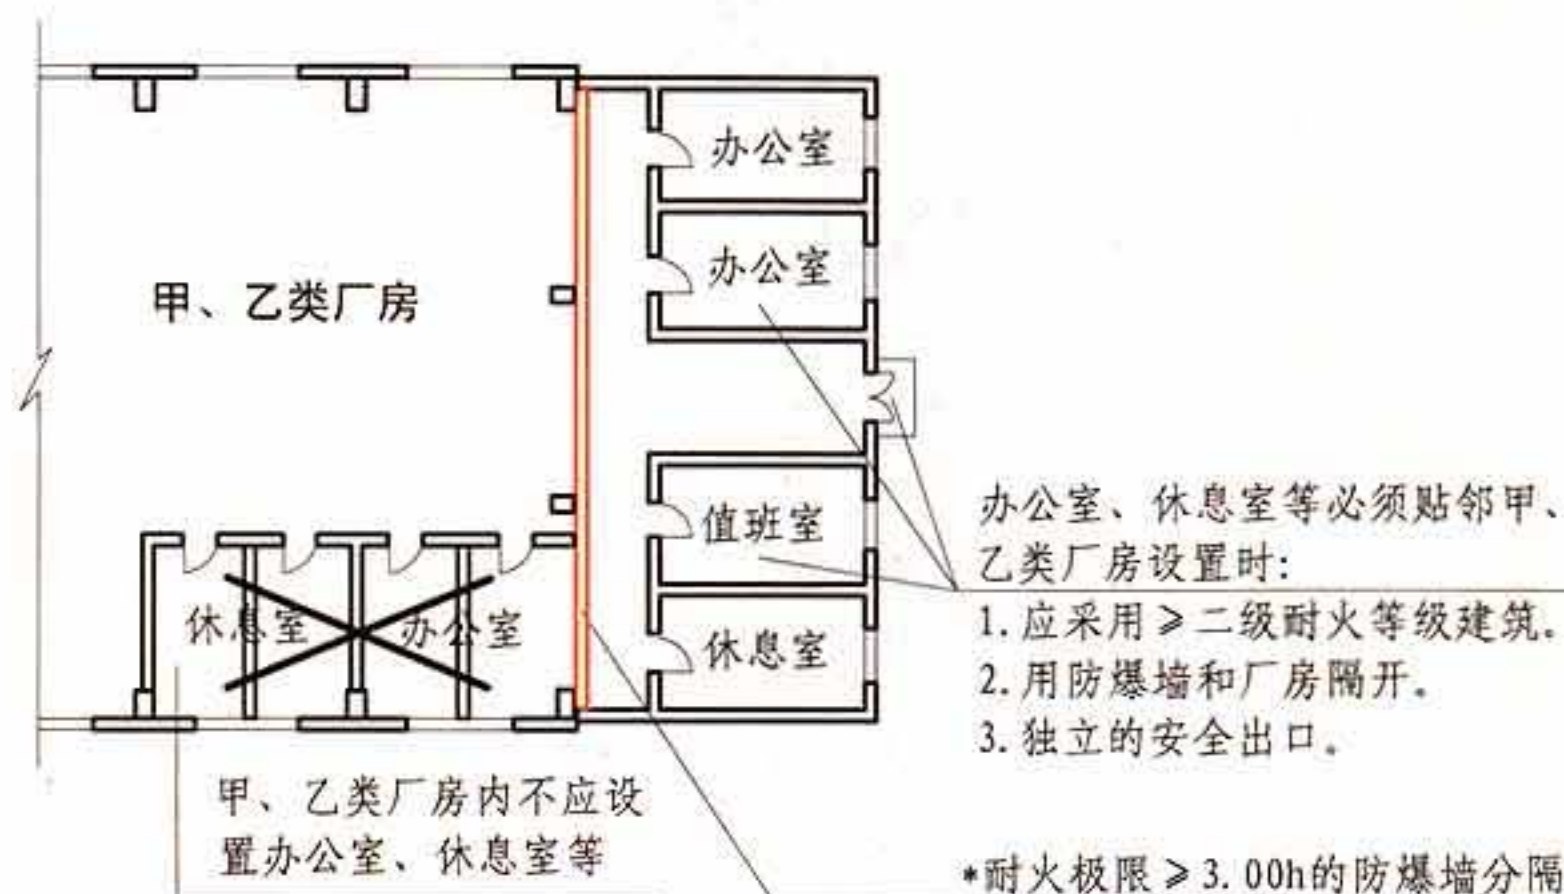 办公室
办公室
甲、乙类厂房
值班室
休息室
办公室
休息室
办公室、休息室等必须贴邻甲、
乙类厂房设置时:
1.应采用≥二级耐火等级建筑。
2.用防爆墙和厂房隔开。
3.独立的安全出口。
甲、乙类厂房内不应设
置办公室、休息室等
*耐火极限≥3.00h的防爆墙分隔